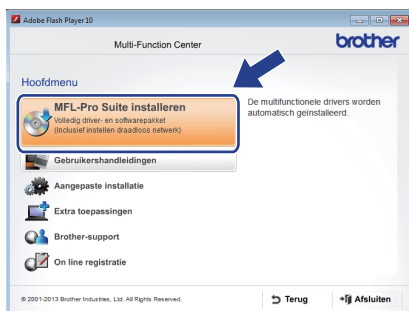 Adobe Flash Player 10
Multi-Function Center
brother
Hoofdmenu
MFL-Pro Suite installeren
Volledig driver- en softwarepakket
(Inclusief instellen draadloos netwerk)
De multifunctionele drivers worden
automatisch geïnstalleerd.
Gebruikershandleidingen
Aangepaste installatie
Extra toepassingen
Brother-support
On line registratie
© 2001-2013 Brother Industries, Ltd. All Rights Reserved.
Terug
Afsluiten